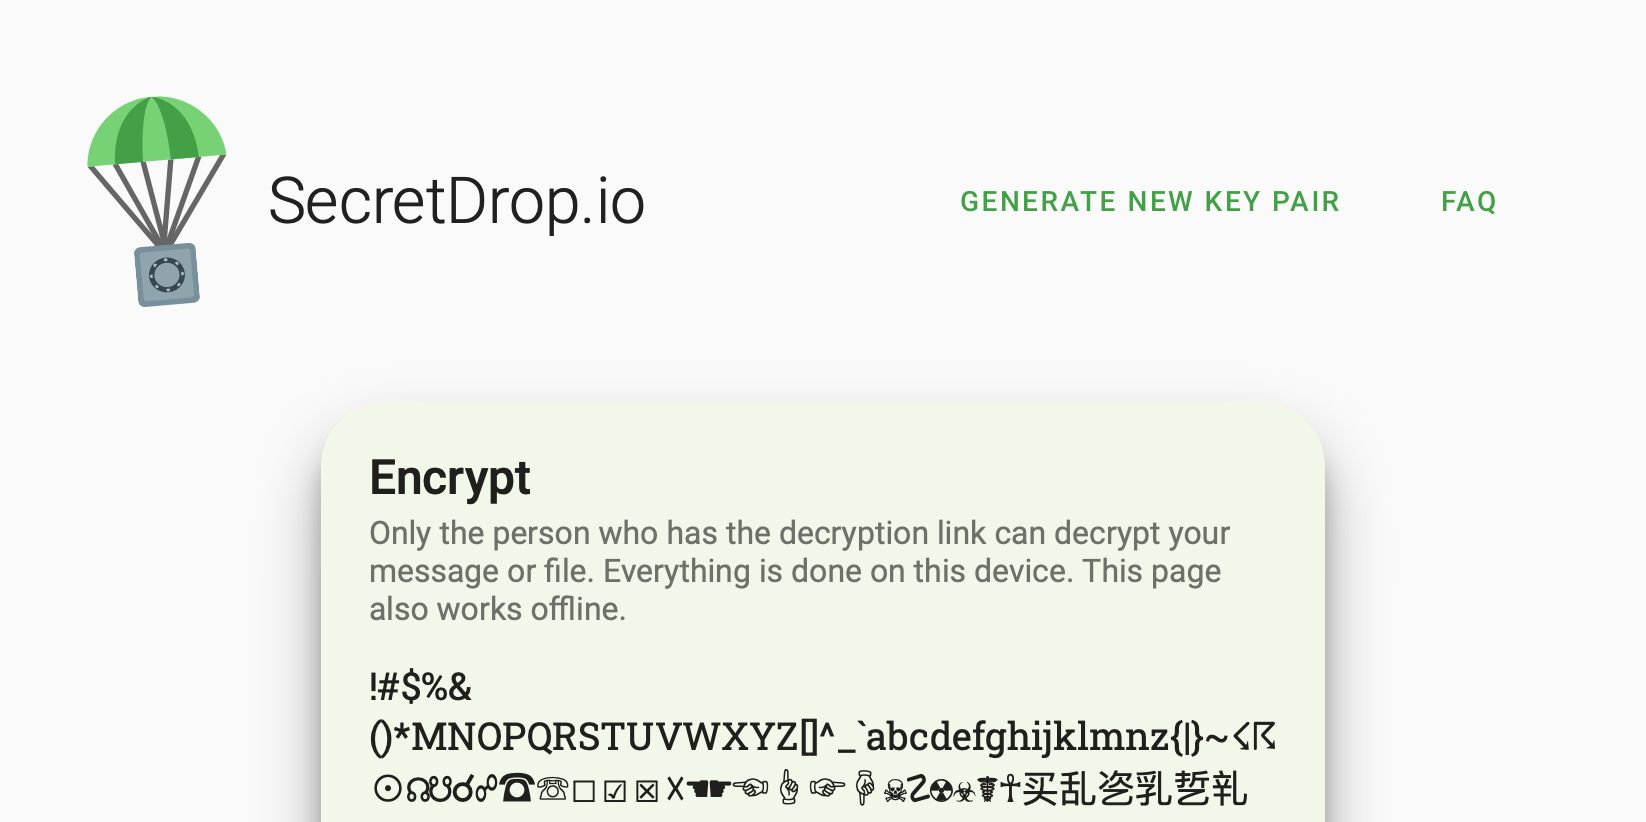 SecretDrop.io
GENERATE NEW KEY PAIR
FAQ
Encrypt
Only the person who has the decryption link can decrypt your
message or file. Everything is done on this device. This page
also works offline.
!#$%&
()*MNOPQRSTUVWXYZ[]^_`abcdefghijklmnz{|}~☇☈
☉☊☋☌☍☎☏☐☑☒☓☚☛☜☝☞☟☠☡☢☣☤☥买乱乲乳乴乵